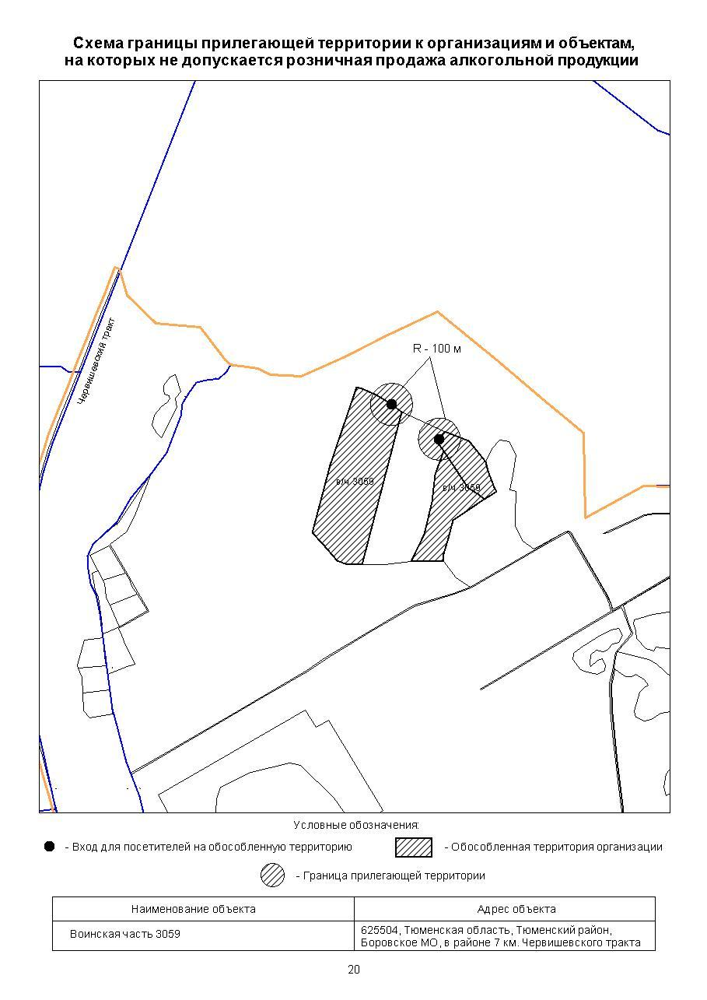 Схема границы прилегающей территории к организациям и объектам,
на которых не допускается розничная продажа алкогольной продукции
Червишевский тракт
R - 100 м
в/ч 3059
в/ч 3059
Условные обозначения:
- Вход для посетителей на обособленную территорию
- Обособленная территория организации
- Граница прилегающей территории
Наименование объекта
Адрес объекта
Воинская часть 3059
625504, Тюменская область, Тюменский район,
Боровское МО, в районе 7 км. Червишевского тракта
20